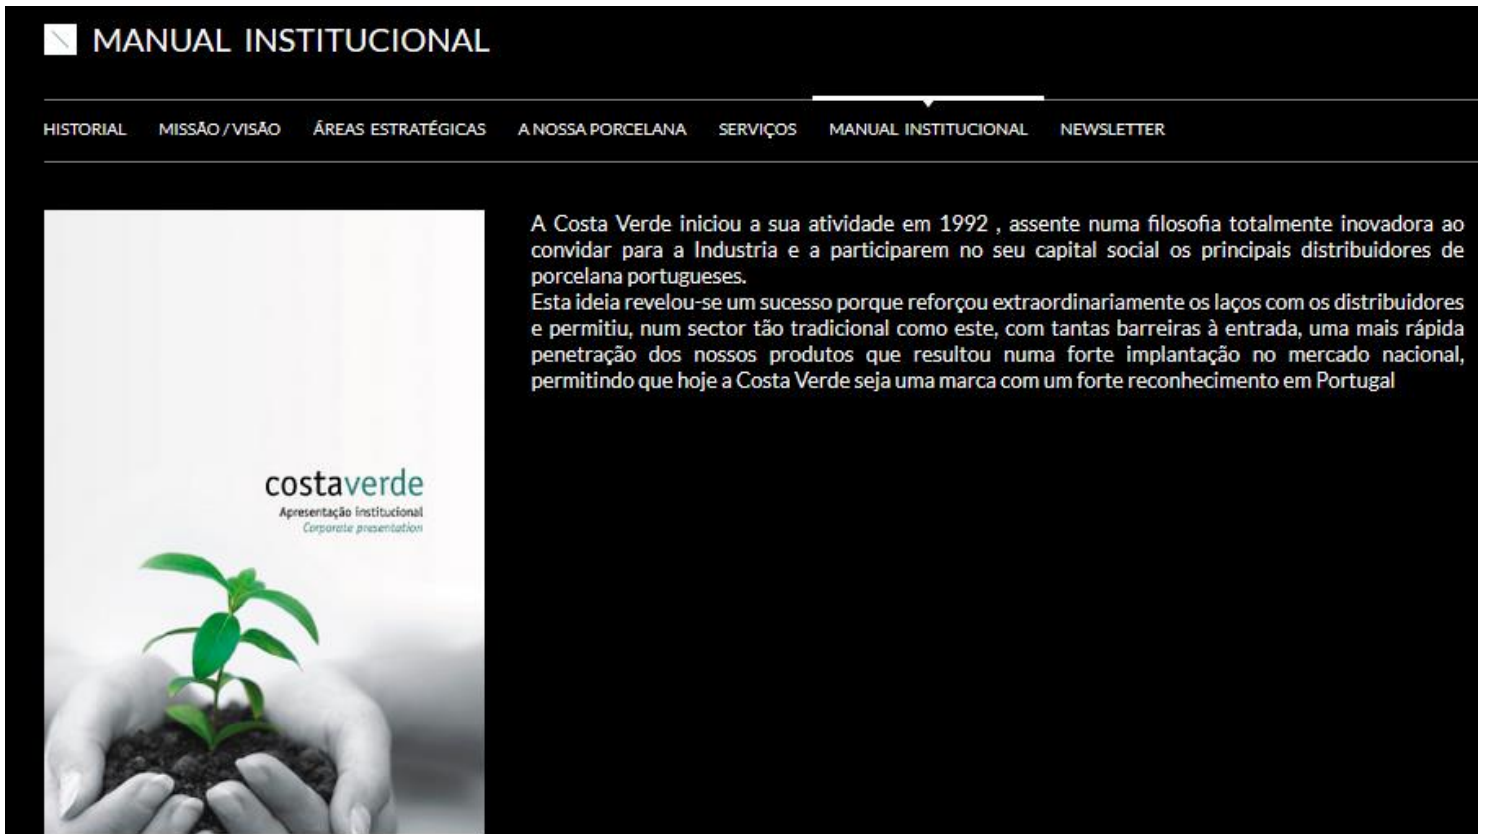 MANUAL INSTITUCIONAL
HISTORIAL MISSÃO / VISÃO ÁREAS ESTRATÉGICAS A NOSSA PORCELANA SERVIÇOS MANUAL INSTITUCIONAL NEWSLETTER
A Costa Verde iniciou a sua atividade em 1992 , assente numa filosofia totalmente inovadora ao
convidar para a Industria e a participarem no seu capital social os principais distribuidores de
porcelana portugueses.
Esta ideia revelou-se um sucesso porque reforçou extraordinariamente os laços com os distribuidores
e permitiu, num sector tão tradicional como este, com tantas barreiras à entrada, uma mais rápida
penetração dos nossos produtos que resultou numa forte implantação no mercado nacional,
permitindo que hoje a Costa Verde seja uma marca com um forte reconhecimento em Portugal
costaverde
Apresentação institucional
Corporate presentation